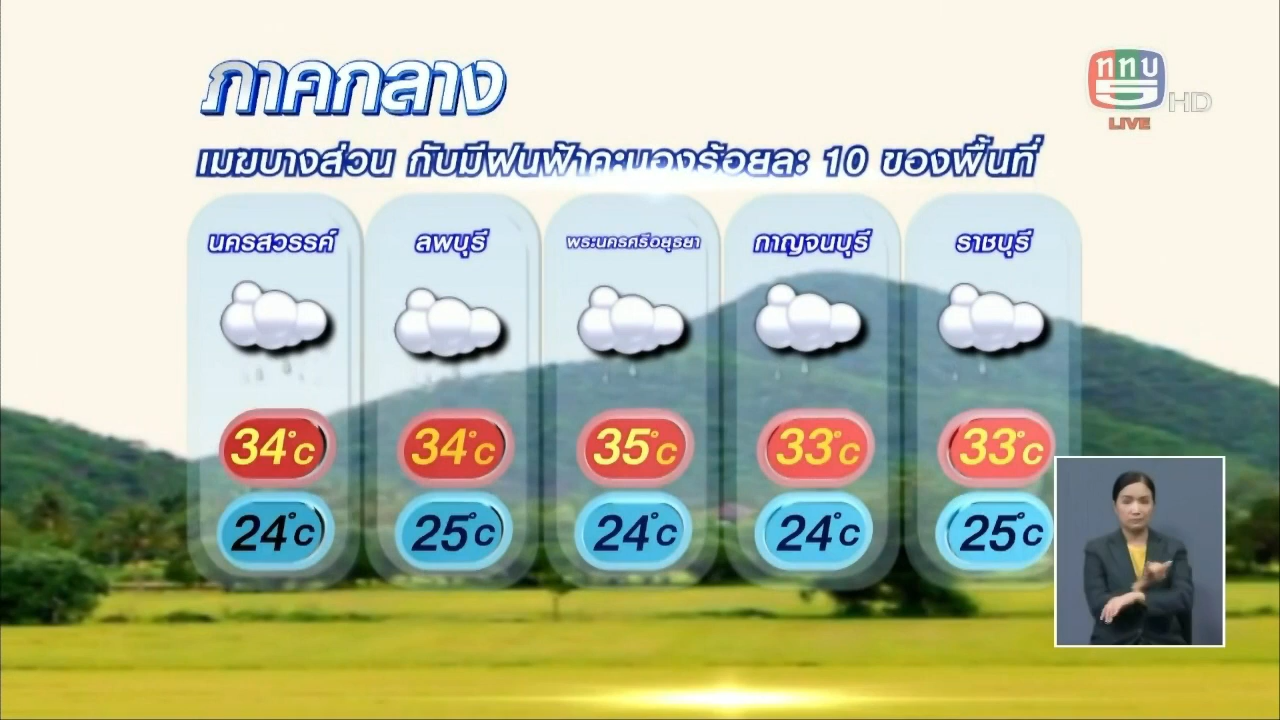 ภาคกลาง
ททบ
5
HD
LIVE
เมฆบางส่วน กับมีฝนฟ้าคะนองร้อยละ 10 ของพื้นที่
นครสวรรค์ ลพบุรี พระนครศรีอยุธยา กาญจนบุรี ราชบุรี
34°C 34°C 35°C 33°C 33°C
24°C 25°C 24°C 24°C 25°C